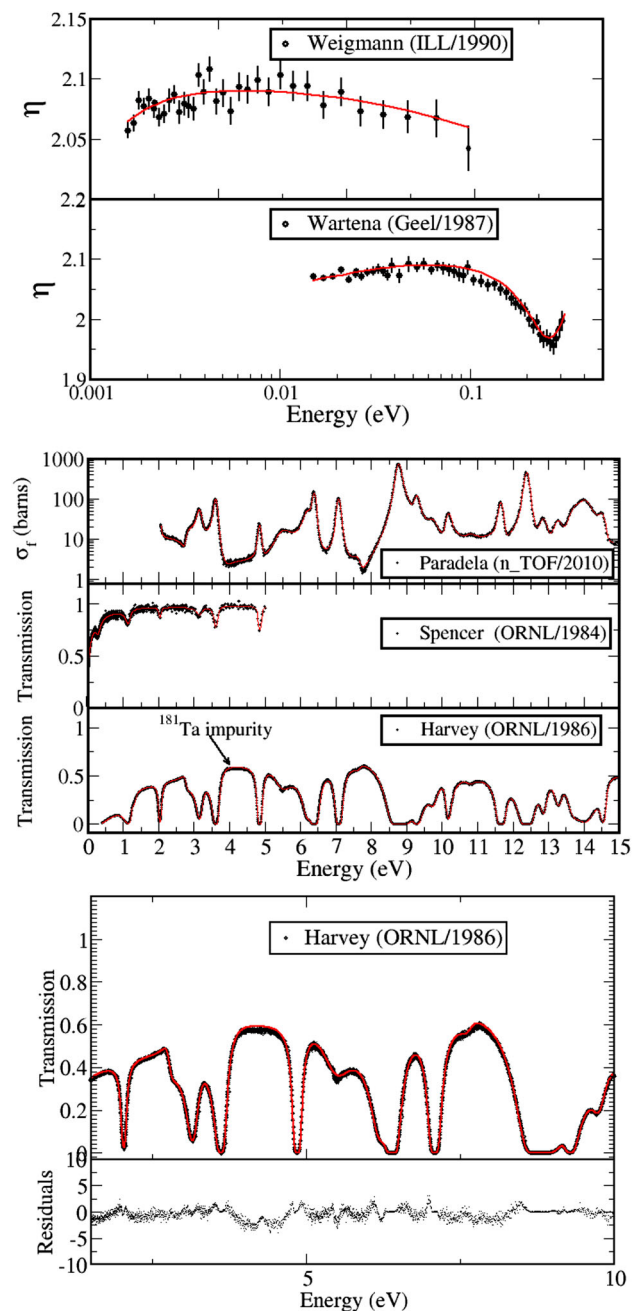 Weigmann (ILL/1990)
2.15
2.1
2.05
η
2
2.2
Wartena (Geel/1987)
2.1
η
2
1.9
0.001
0.01
0.1
Energy (eV)
1000
100
10
1
σf (barns)
Paradela (n_TOF/2010)
1
0.5
0
Transmission
Spencer (ORNL/1984)
1
0.5
0
Transmission
181Ta impurity
Harvey (ORNL/1986)
0 1 2 3 4 5 6 7 8 9 10 11 12 13 14 15
Energy (eV)
Harvey (ORNL/1986)
1
0.8
0.6
0.4
0.2
0
Transmission
10
5
0
-5
-10
Residuals
5
10
Energy (eV)